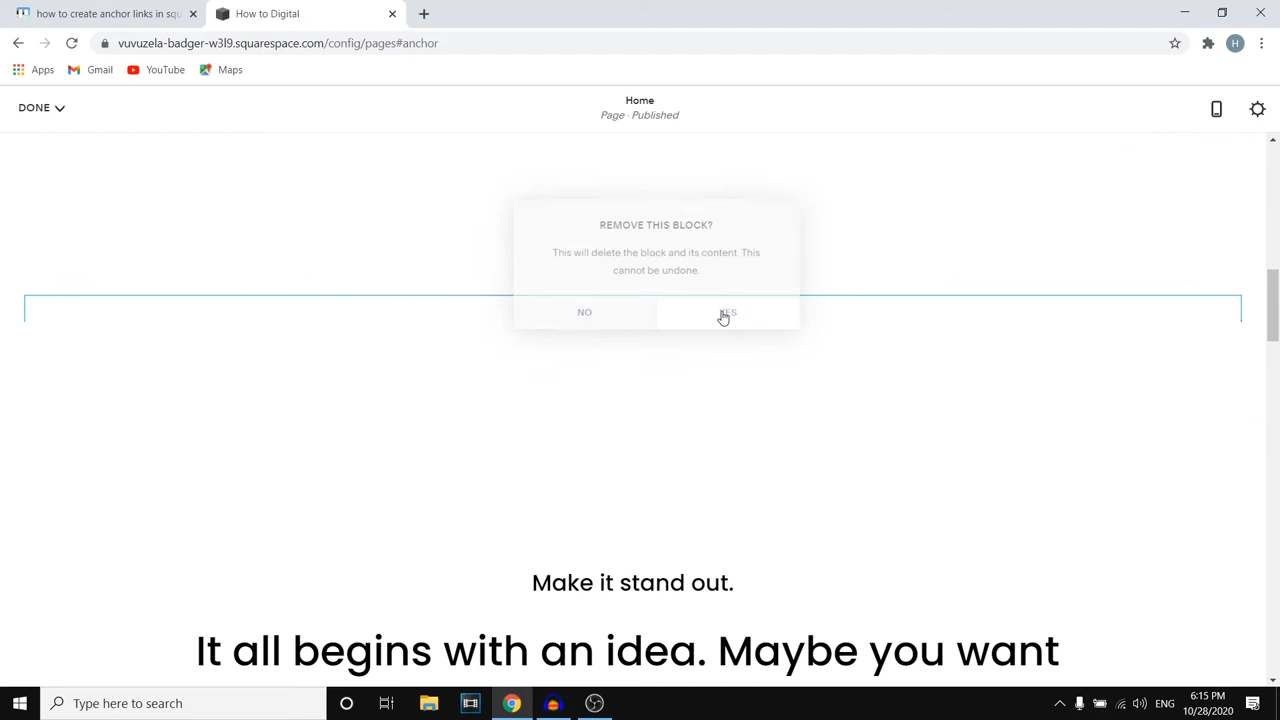 how to create anchor links in squ
How to Digital
vuvuzela-badger-w3l9.squarespace.com/config/pages#anchor
H
Apps
Gmail
YouTube
Maps
DONE
Home
Page · Published
REMOVE THIS BLOCK?
This will delete the block and its content. This
cannot be undone.
NO
YES
Make it stand out.
It all begins with an idea. Maybe you want
Type here to search
ENG
6:15 PM
10/28/2020